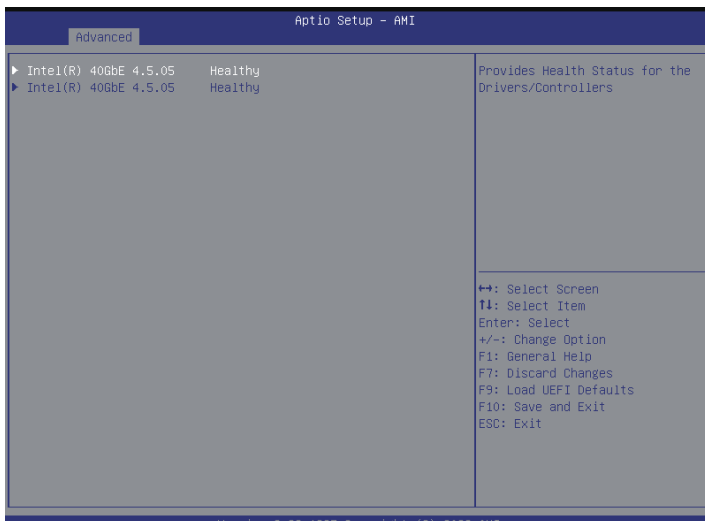 Aptio Setup - AMI
Advanced
Intel(R) 40GbE 4.5.05 Healthy
Intel(R) 40GbE 4.5.05 Healthy
Provides Health Status for the
Drivers/Controllers
↔: Select Screen
↑↓: Select Item
Enter: Select
+/-: Change Option
F1: General Help
F7: Discard Changes
F9: Load UEFI Defaults
F10: Save and Exit
ESC: Exit